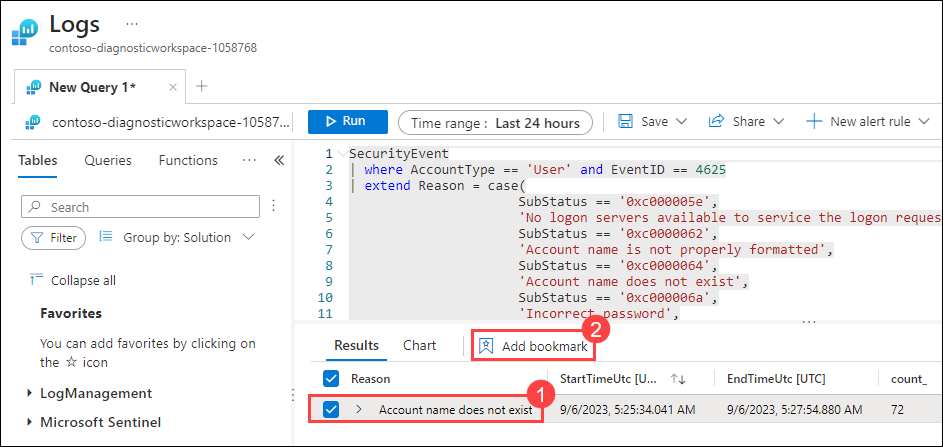 Logs ...
contoso-diagnosticworkspace-1058768
New Query 1* × +
contoso-diagnosticworkspace-10587... Run Time range : Last 24 hours Save Share New alert rule
Tables Queries Functions ... «
Search
Filter Group by: Solution
Collapse all
Favorites
You can add favorites by clicking on
the ☆ icon
LogManagement
Microsoft Sentinel
1 SecurityEvent
2 | where AccountType == 'User' and EventID == 4625
3 | extend Reason = case(
4 SubStatus == '0xc000005e',
5 'No logon servers available to service the logon reques
6 SubStatus == '0xc0000062',
7 'Account name is not properly formatted',
8 SubStatus == '0xc0000064',
9 'Account name does not exist',
10 SubStatus == '0xc000006a',
11 'Incorrect password',
Results Chart Add bookmark 2
Reason StartTimeUtc [U... ↑↓ EndTimeUtc [UTC] count_
1
Account name does not exist 9/6/2023, 5:25:34.041 AM 9/6/2023, 5:27:54.880 AM 72